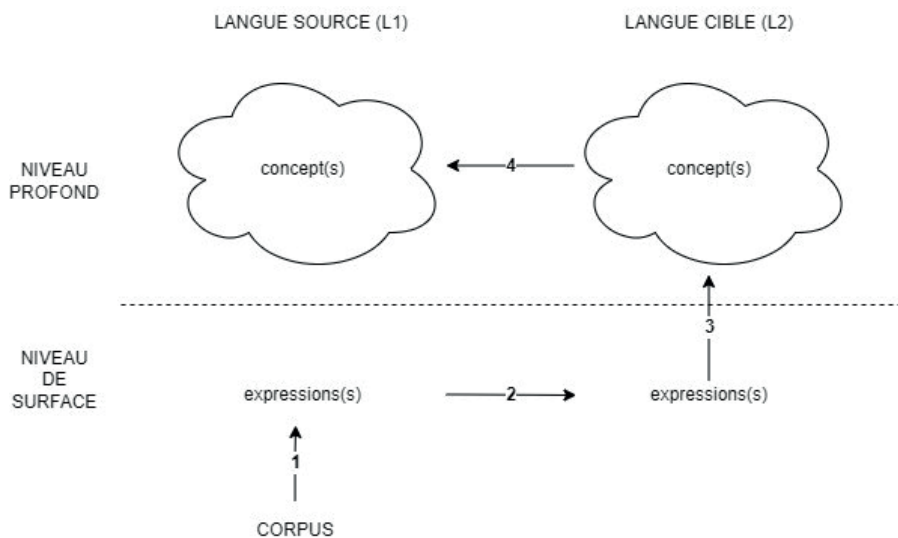 LANGUE SOURCE (L1)
LANGUE CIBLE (L2)
NIVEAU
PROFOND
concept(s)
4
concept(s)
3
NIVEAU
DE
SURFACE
expressions(s)
2
expressions(s)
1
CORPUS